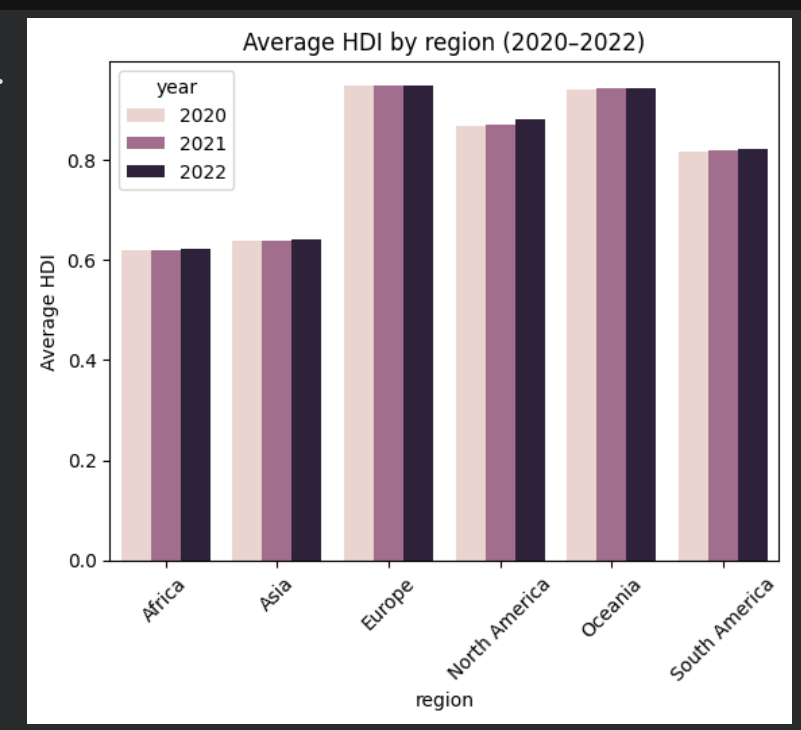 Average HDI by region (2020–2022)
year
2020
2021
2022
Average HDI
0.8
0.6
0.4
0.2
0.0
Africa
Asia
Europe
North America
Oceania
South America
region